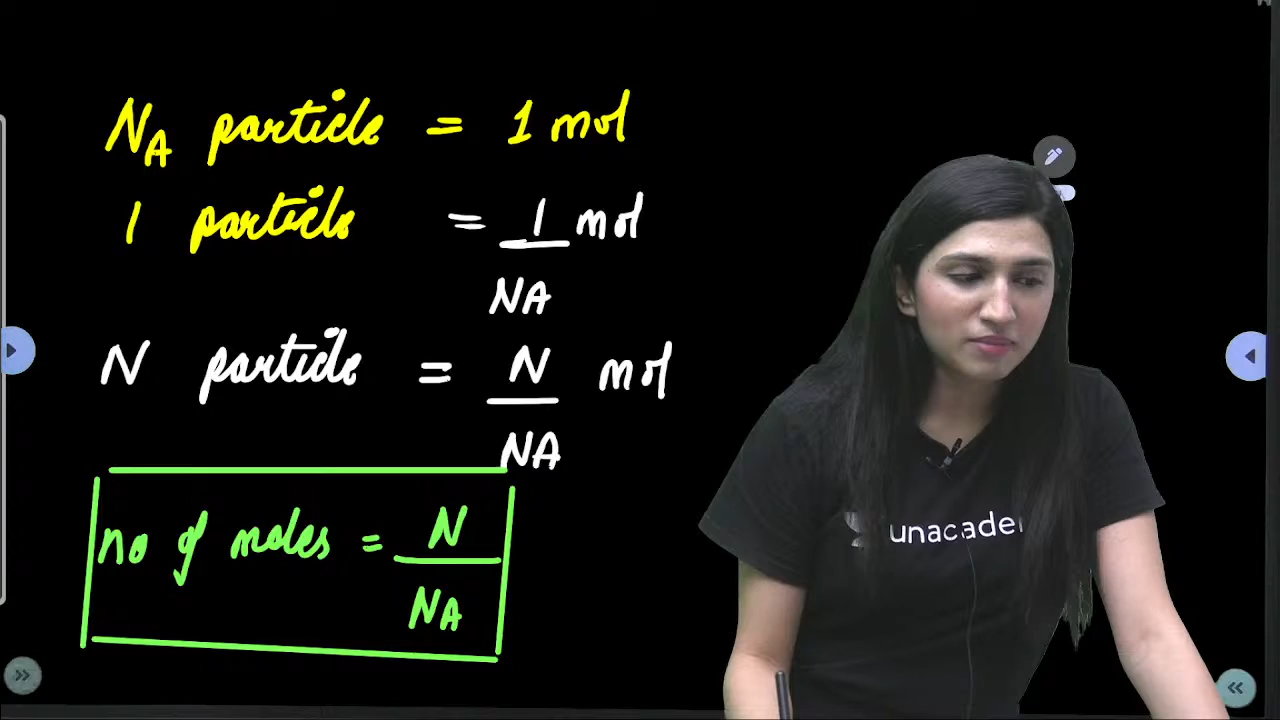 NA particle = 1 mol
1 particle = 1/NA mol
N particle = N/NA mol
no of moles = N/NA
unacade